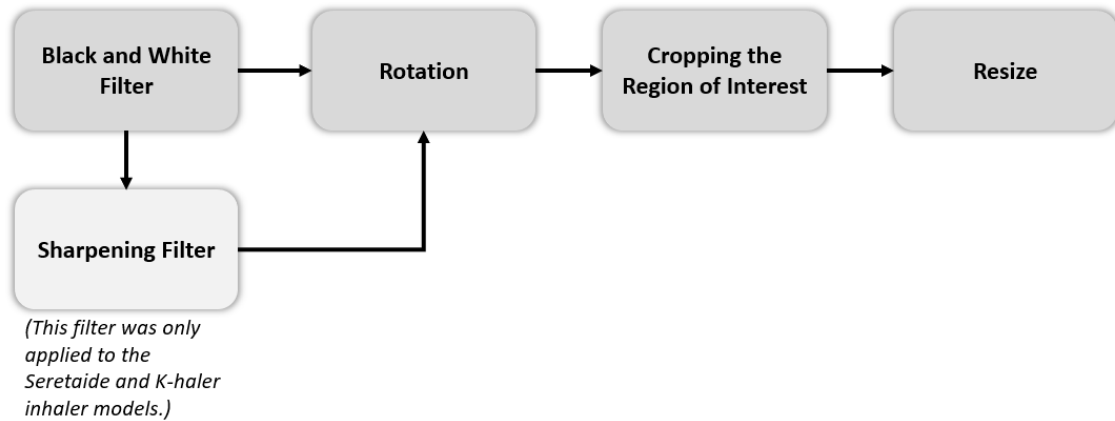 Black and White
Filter
Rotation
Cropping the
Region of Interest
Resize
Sharpening Filter
(This filter was only
applied to the
Seretaide and K-haler
inhaler models.)